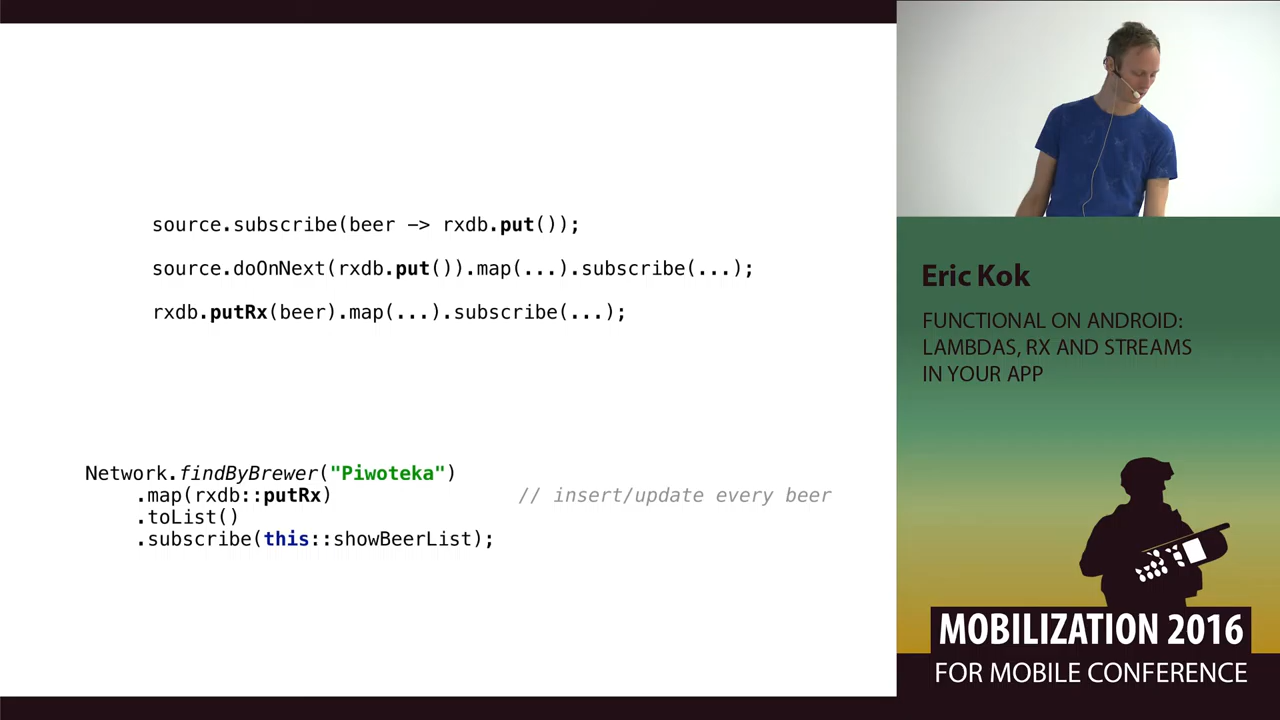 source.subscribe(beer -> rxdb.put());
source.doOnNext(rxdb.put()).map(...).subscribe(...);
rxdb.putRx(beer).map(...).subscribe(...);
Network.findByBrewer("Piwoteka")
.map(rxdb::putRx) // insert/update every beer
.toList()
.subscribe(this::showBeerList);
Eric Kok
FUNCTIONAL ON ANDROID:
LAMBDAS, RX AND STREAMS
IN YOUR APP
MOBILIZATION 2016
FOR MOBILE CONFERENCE